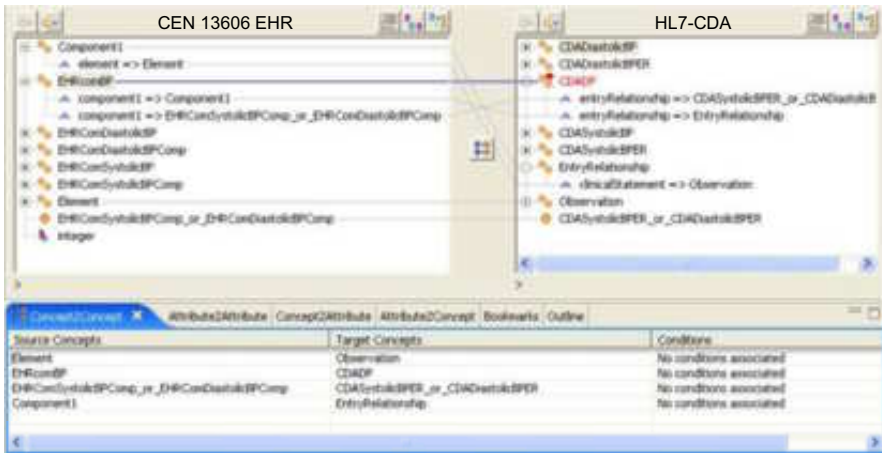 CEN 13606 EHR
Component1
element => Element
EHRcomBP
component1 => Component1
component1 => EHRComSystolicBPComp_or_EHRComDiastolicBPComp
EHRComDiastolicBP
EHRComDiastolicBPComp
EHRComSystolicBP
EHRComSystolicBPComp
Element
EHRComSystolicBPComp_or_EHRComDiastolicBPComp
Integer
HL7-CDA
CDADiastolicBP
CDADiastolicBPER
CDABP
entryRelationship => CDASystolicBPER_or_CDADiastolicB
entryRelationship => EntryRelationship
CDASystolicBP
CDASystolicBPER
EntryRelationship
clinicalStatement => Observation
Observation
CDASystolicBPER_or_CDADiastolicBPER
Concept2Concept Attribute2Attribute Concept2Attribute Attribute2Concept Bookmarks Outline
Source Concepts Target Concepts Conditions
Element Observation No conditions associated
EHRcomBP CDABP No conditions associated
EHRComSystolicBPComp_or_EHRComDiastolicBPComp CDASystolicBPER_or_CDADiastolicBPER No conditions associated
Component1 EntryRelationship No conditions associated